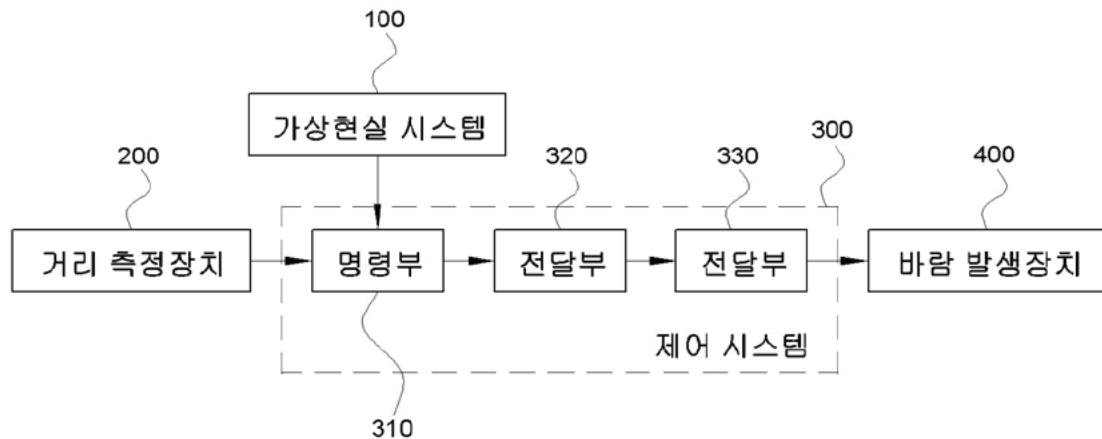 100
가상현실 시스템
200
320
330
300
400
거리 측정장치
명령부
전달부
전달부
바람 발생장치
제어 시스템
310